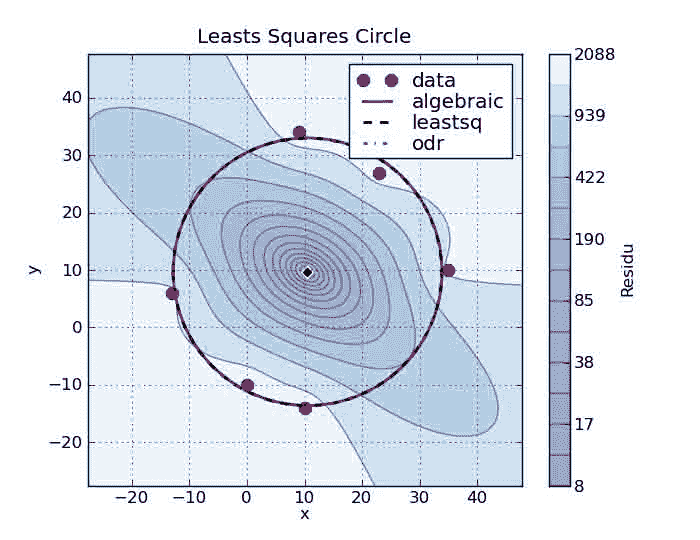 Leasts Squares Circle
data
algebraic
leastsq
odr
40
30
20
10
0
−10
−20
y
−20 −10 0 10 20 30 40
x
2088
939
422
190
85
38
17
8
Residu